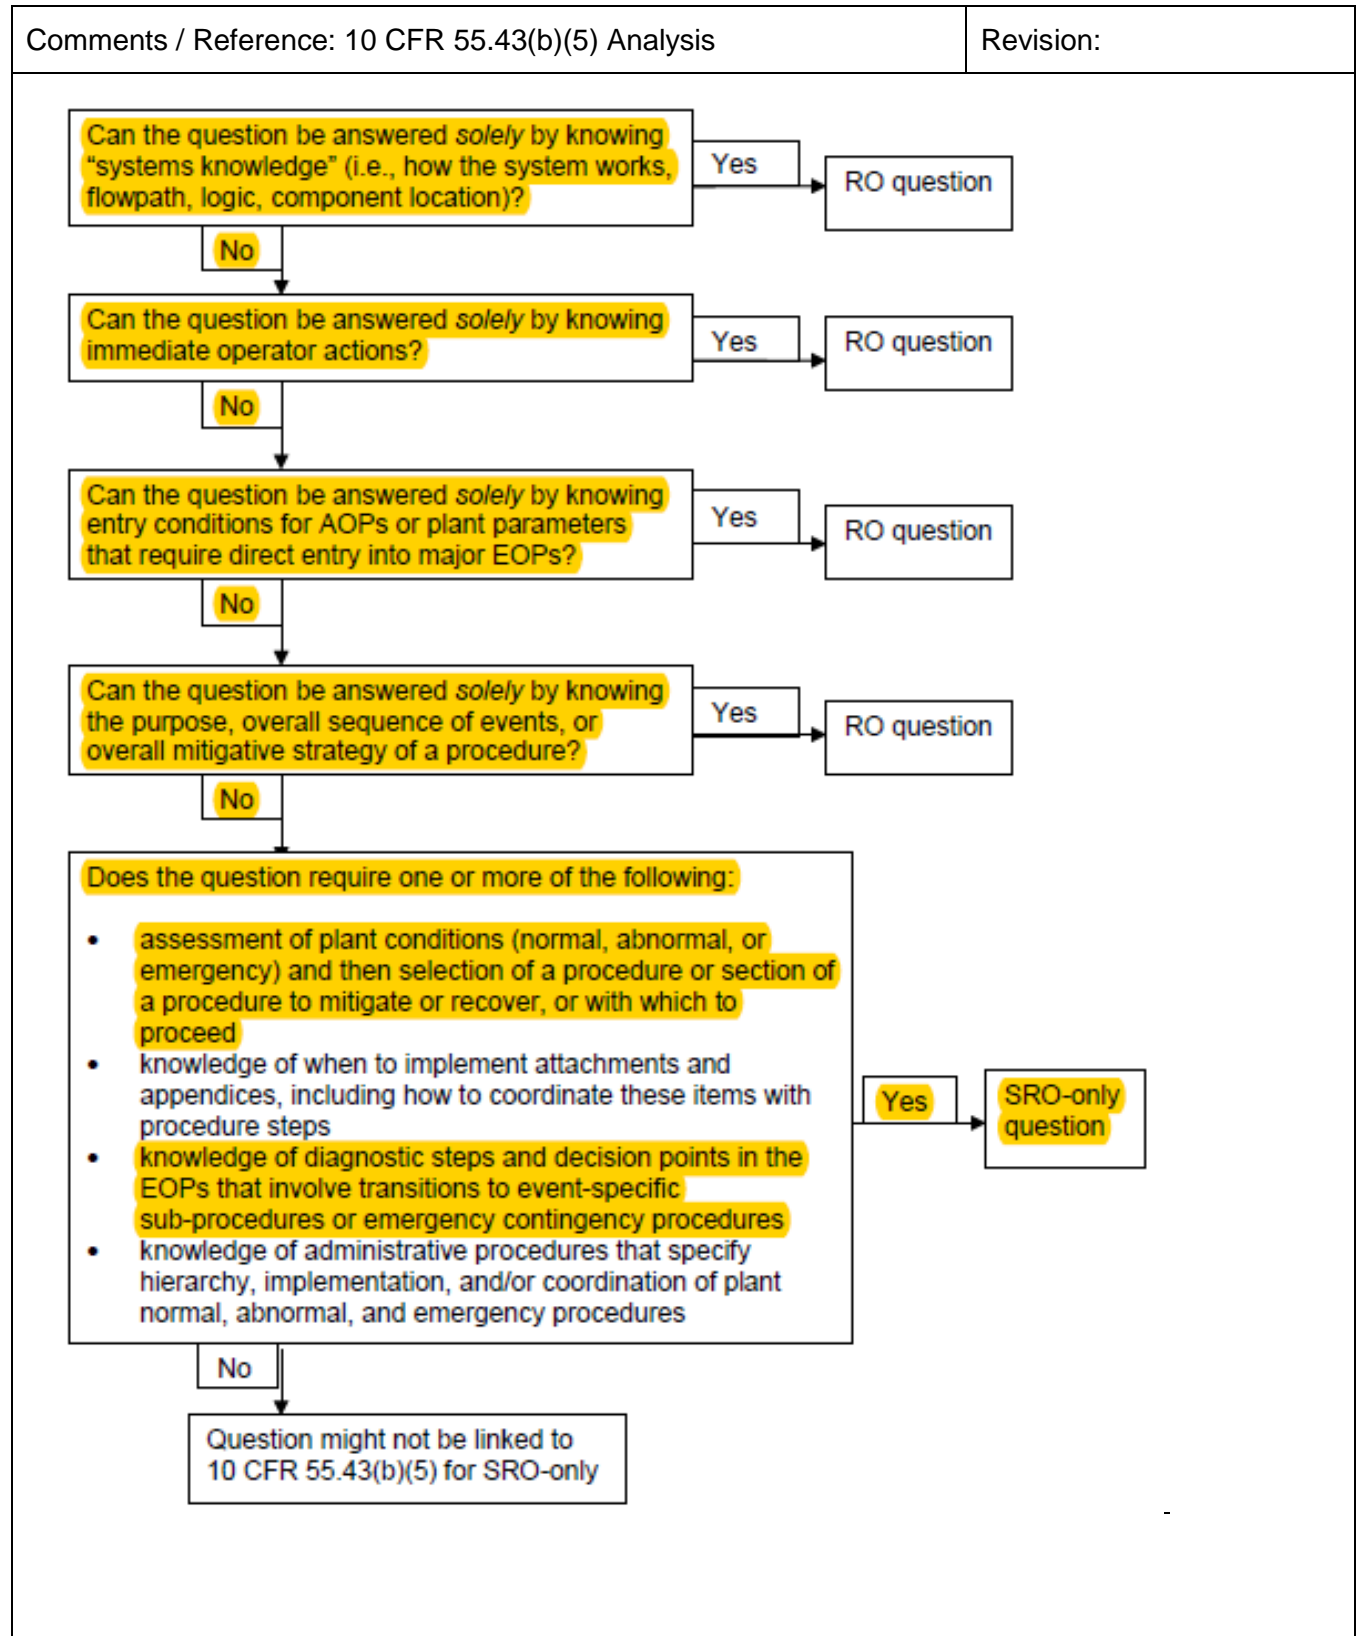 Comments / Reference: 10 CFR 55.43(b)(5) Analysis
Revision:
Can the question be answered solely by knowing
“systems knowledge” (i.e., how the system works,
flowpath, logic, component location)?
Yes
RO question
No
Can the question be answered solely by knowing
immediate operator actions?
Yes
RO question
No
Can the question be answered solely by knowing
entry conditions for AOPs or plant parameters
that require direct entry into major EOPs?
Yes
RO question
No
Can the question be answered solely by knowing
the purpose, overall sequence of events, or
overall mitigative strategy of a procedure?
Yes
RO question
No
Does the question require one or more of the following:
• assessment of plant conditions (normal, abnormal, or
emergency) and then selection of a procedure or section of
a procedure to mitigate or recover, or with which to
proceed
• knowledge of when to implement attachments and
appendices, including how to coordinate these items with
procedure steps
• knowledge of diagnostic steps and decision points in the
EOPs that involve transitions to event-specific
sub-procedures or emergency contingency procedures
• knowledge of administrative procedures that specify
hierarchy, implementation, and/or coordination of plant
normal, abnormal, and emergency procedures
Yes
SRO-only
question
No
Question might not be linked to
10 CFR 55.43(b)(5) for SRO-only
-